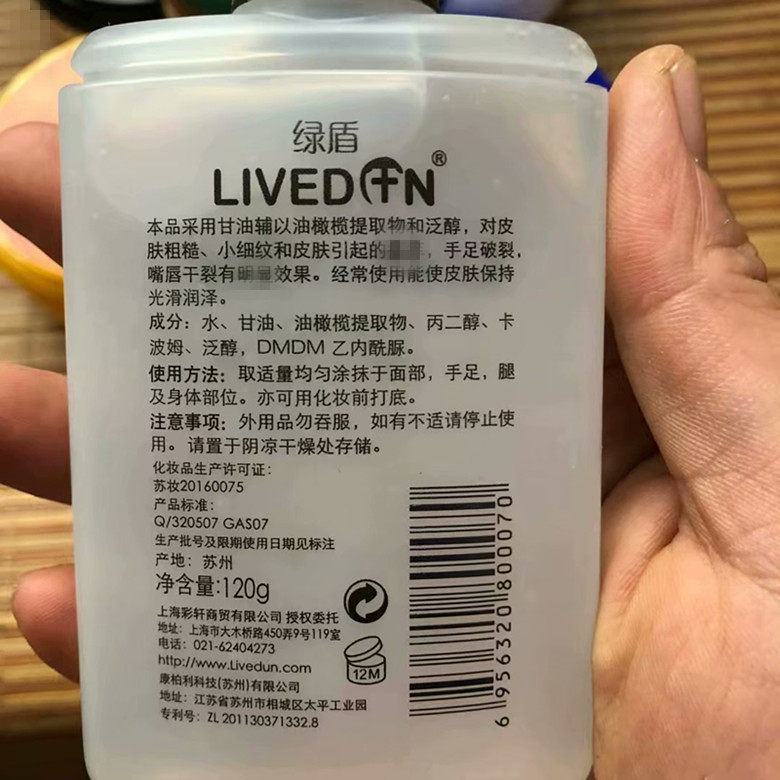 绿盾
LIVEDUN®
本品采用甘油辅以油橄榄提取物和泛醇，对皮
肤粗糙、小细纹和皮肤引起的，手足破裂，
嘴唇干裂有明显效果。经常使用能使皮肤保持
光滑润泽。
成分：水、甘油、油橄榄提取物、丙二醇、卡
波姆、泛醇，DMDM 乙内酰脲。
使用方法：取适量均匀涂抹于面部，手足，腿
及身体部位。亦可用化妆前打底。
注意事项：外用品勿吞服，如有不适请停止使
用。请置于阴凉干燥处存储。
化妆品生产许可证：
苏妆20160075
产品标准：
Q/320507 GAS07
生产批号及限期使用日期见标注
产地：苏州
净含量:120g
上海彩轩商贸有限公司 授权委托
地址：上海市大木桥路450弄9号119室
电话：021-62404273
http://www.Livedun.com
康柏利科技(苏州)有限公司
地址：江苏省苏州市相城区太平工业园
专利号：ZL 201130371332.8
12M
6 956320 800070